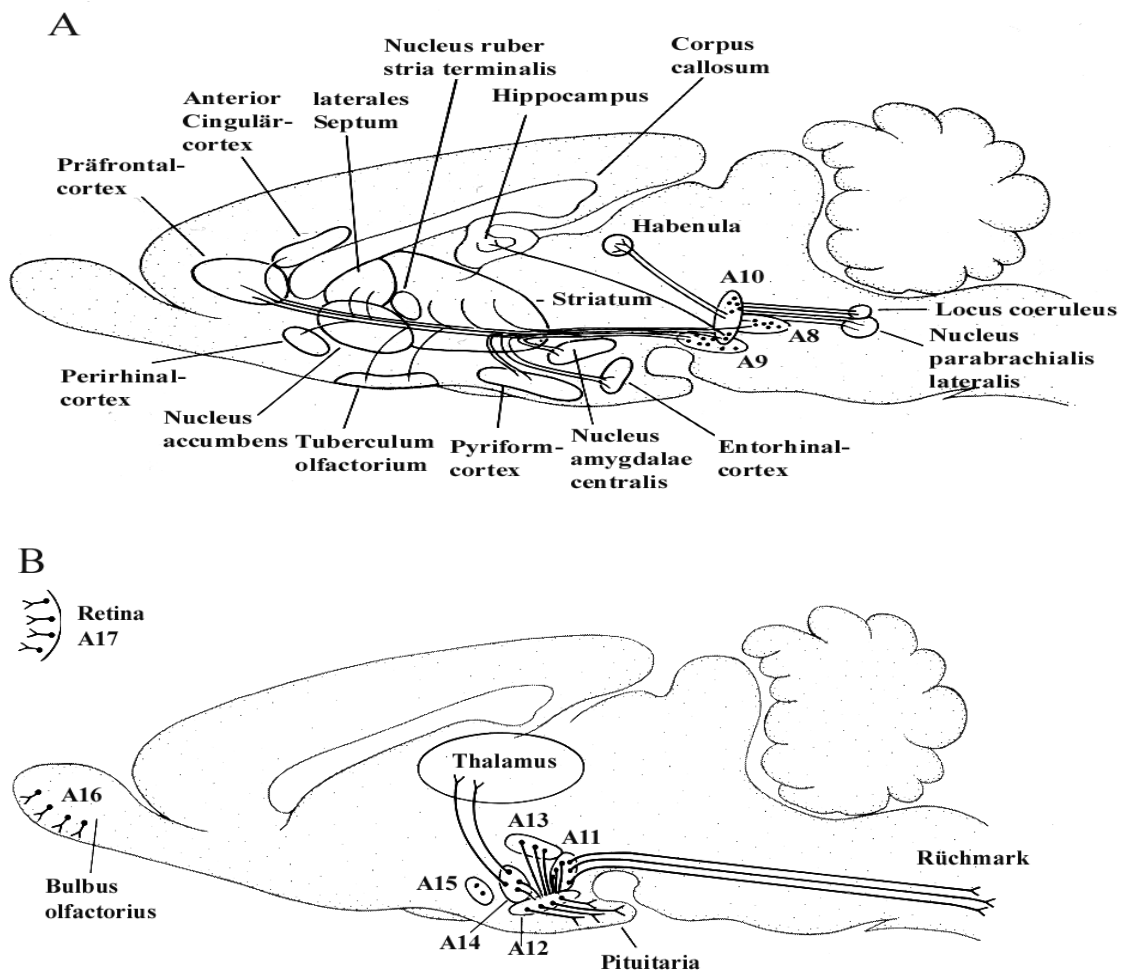 A
Nucleus ruber
stria terminalis
Corpus
callosum
Anterior
Cingulär-
cortex
laterales
Septum
Hippocampus
Präfrontal-
cortex
Habenula
A10
- Striatum
A8
A9
Locus coeruleus
Nucleus
parabrachialis
lateralis
Perirhinal-
cortex
Nucleus
accumbens
Tuberculum
olfactorium
Pyriform-
cortex
Nucleus
amygdalae
centralis
Entorhinal-
cortex
B
Retina
A17
Thalamus
A16
A13
A11
Rüchmark
A15
Bulbus
olfactorius
A14
A12
Pituitaria